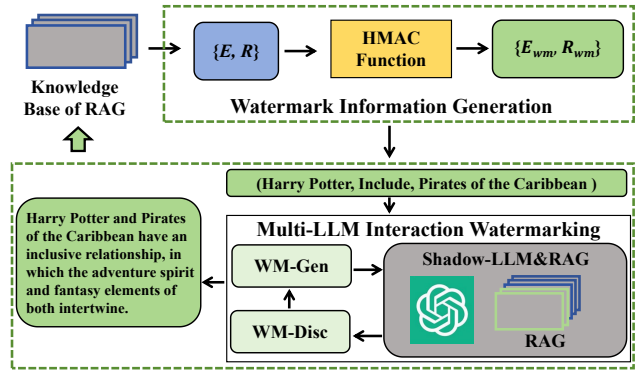 {E, R}
HMAC
Function
{E_wm, R_wm}
Knowledge
Base of RAG
Watermark Information Generation
(Harry Potter, Include, Pirates of the Caribbean )
Harry Potter and Pirates
of the Caribbean have an
inclusive relationship, in
which the adventure spirit
and fantasy elements of
both intertwine.
Multi-LLM Interaction Watermarking
WM-Gen
Shadow-LLM&RAG
WM-Disc
RAG